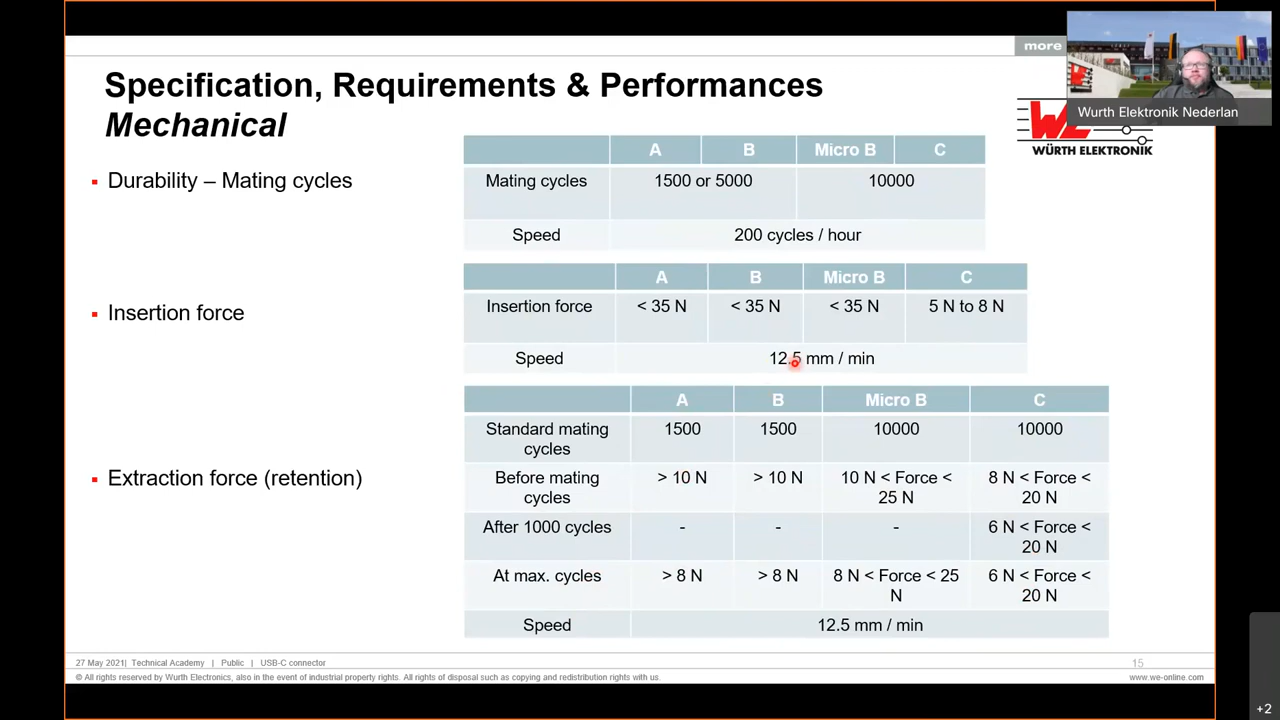 more
Wurth Elektronik Nederlan
Specification, Requirements & Performances
Mechanical
WE
WÜRTH ELEKTRONIK
Durability – Mating cycles
A B Micro B C
Mating cycles 1500 or 5000 10000
Speed 200 cycles / hour
Insertion force
A B Micro B C
Insertion force < 35 N < 35 N < 35 N 5 N to 8 N
Speed 12.5 mm / min
Extraction force (retention)
A B Micro B C
Standard mating cycles 1500 1500 10000 10000
Before mating cycles > 10 N > 10 N 10 N < Force < 25 N 8 N < Force < 20 N
After 1000 cycles - - - 6 N < Force < 20 N
At max. cycles > 8 N > 8 N 8 N < Force < 25 N 6 N < Force < 20 N
Speed 12.5 mm / min
27 May 2021| Technical Academy | Public | USB-C connector
15
© All rights reserved by Wurth Electronics, also in the event of industrial property rights. All rights of disposal such as copying and redistribution rights with us.
www.we-online.com
+2